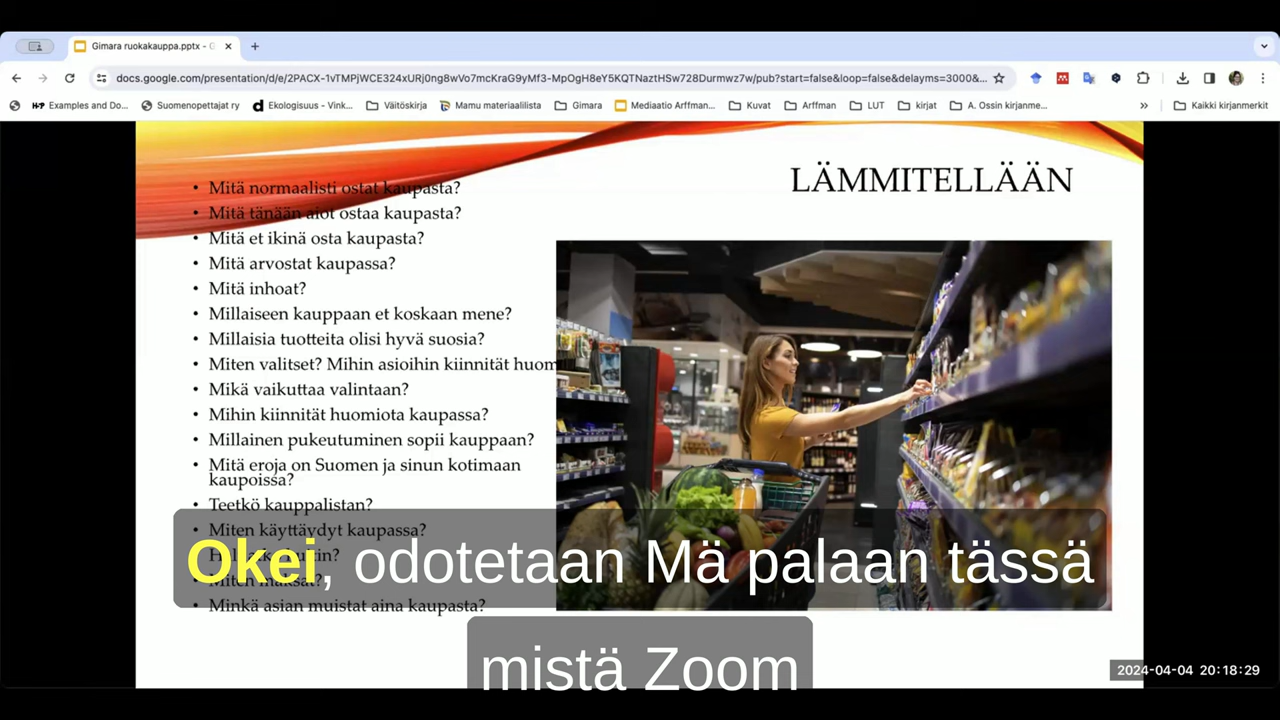 Gimara ruokakauppa.pptx - G
docs.google.com/presentation/d/e/2PACX-1vTMPjWCE324xURj0ng8wVo7mcKraG9yMf3-MpOgH8eY5KQTNaztHSw728Durmwz7w/pub?start=false&loop=false&delayms=3000&...
Examples and Do... Suomenopettajat ry Ekologisuus - Vink... Väitöskirja Mamu materiaalilista Gimara Mediaatio Arffman... Kuvat Arffman LUT kirjat A. Ossin kirjanme... Kaikki kirjanmerkit
LÄMMITELLÄÄN
• Mitä normaalisti ostat kaupasta?
• Mitä tänään aiot ostaa kaupasta?
• Mitä et ikinä osta kaupasta?
• Mitä arvostat kaupassa?
• Mitä inhoat?
• Millaiseen kauppaan et koskaan mene?
• Millaisia tuotteita olisi hyvä suosia?
• Miten valitset? Mihin asioihin kiinnität huom
• Mikä vaikuttaa valintaan?
• Mihin kiinnität huomiota kaupassa?
• Millainen pukeutuminen sopii kauppaan?
• Mitä eroja on Suomen ja sinun kotimaan
kaupoissa?
• Teetkö kauppalistan?
• Miten käyttäydyt kaupassa?
• Miten maksat?
• Minkä asian muistat aina kaupasta?
Okei, odotetaan Mä palaan tässä
mistä Zoom
2024-04-04 20:18:29